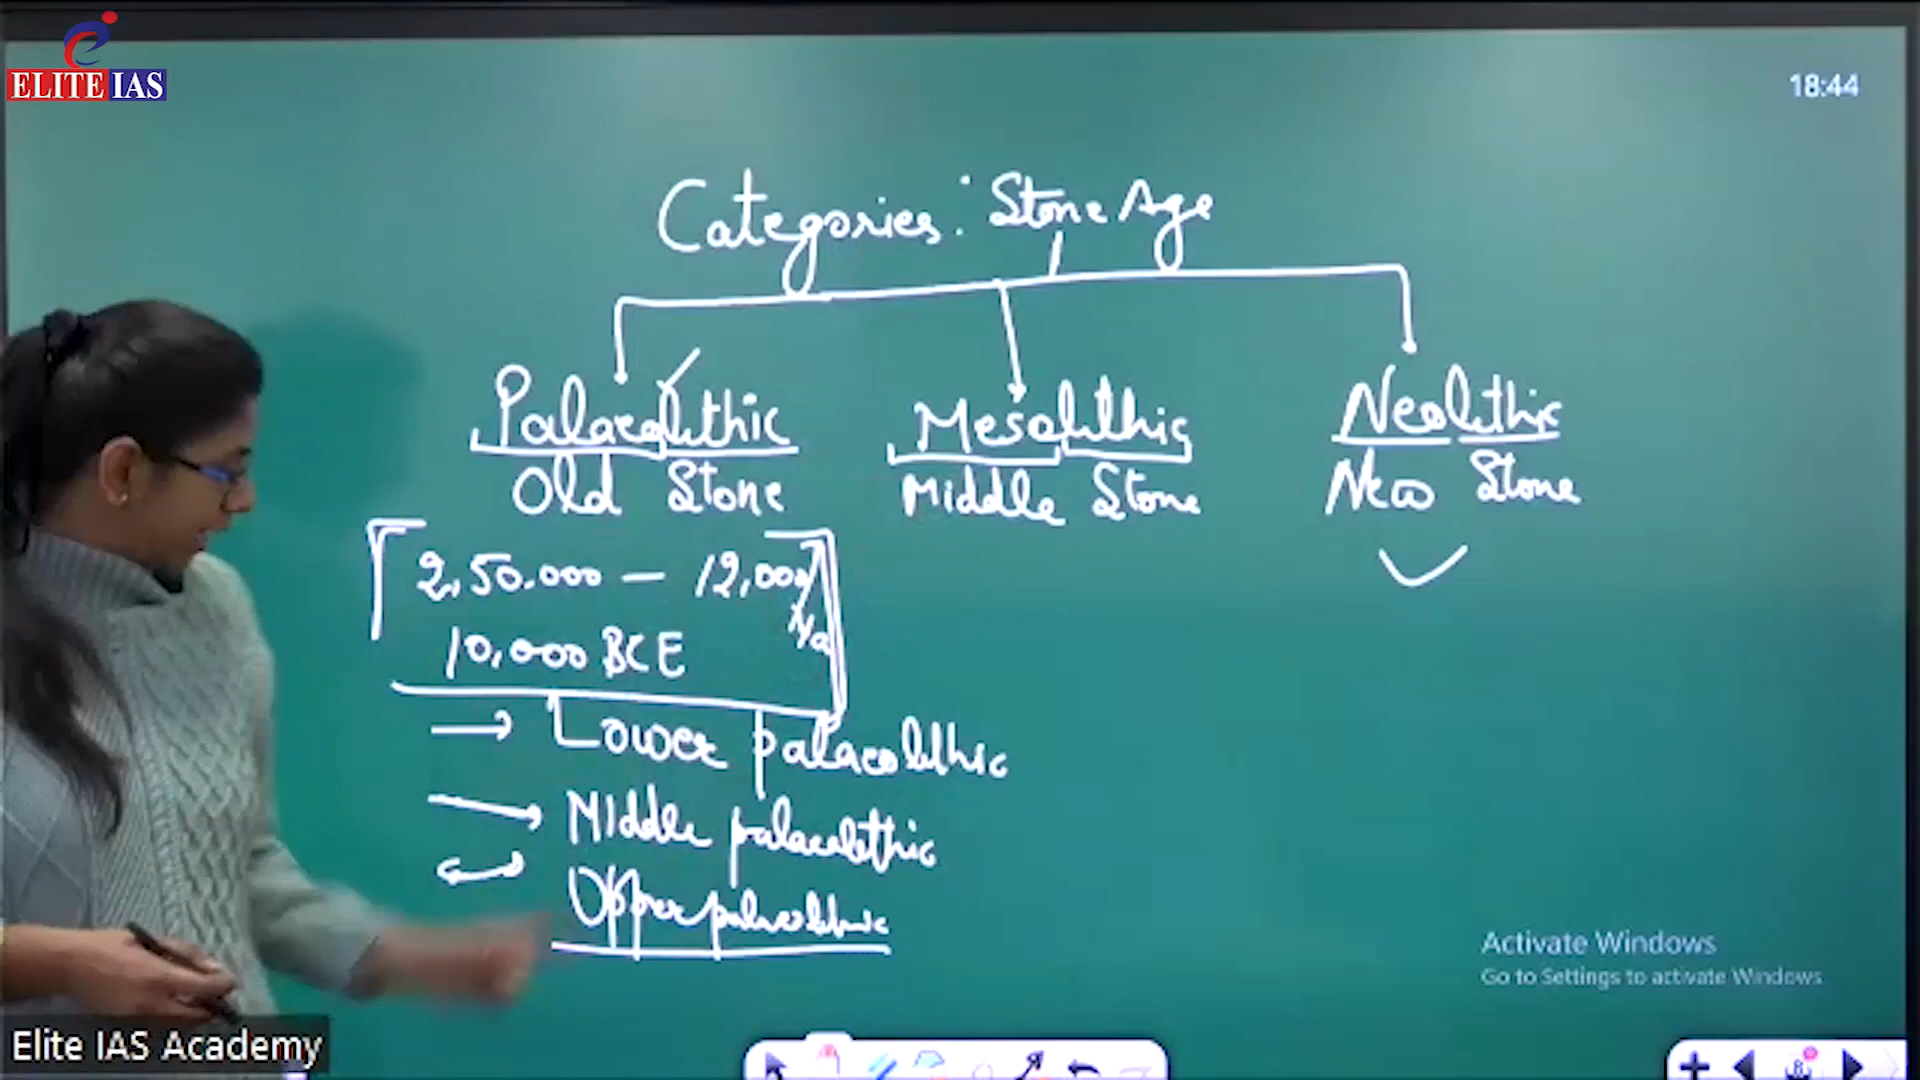 ELITE IAS
18:44
Categories: Stone Age
Palaeolithic Mesolithic Neolithic
Old Stone Middle Stone New Stone
2,50,000 — 12,000
10,000 BCE
Lower palaeolithic
Middle palaeolithic
Upper palaeolithic
Activate Windows
Go to Settings to activate Windows
Elite IAS Academy